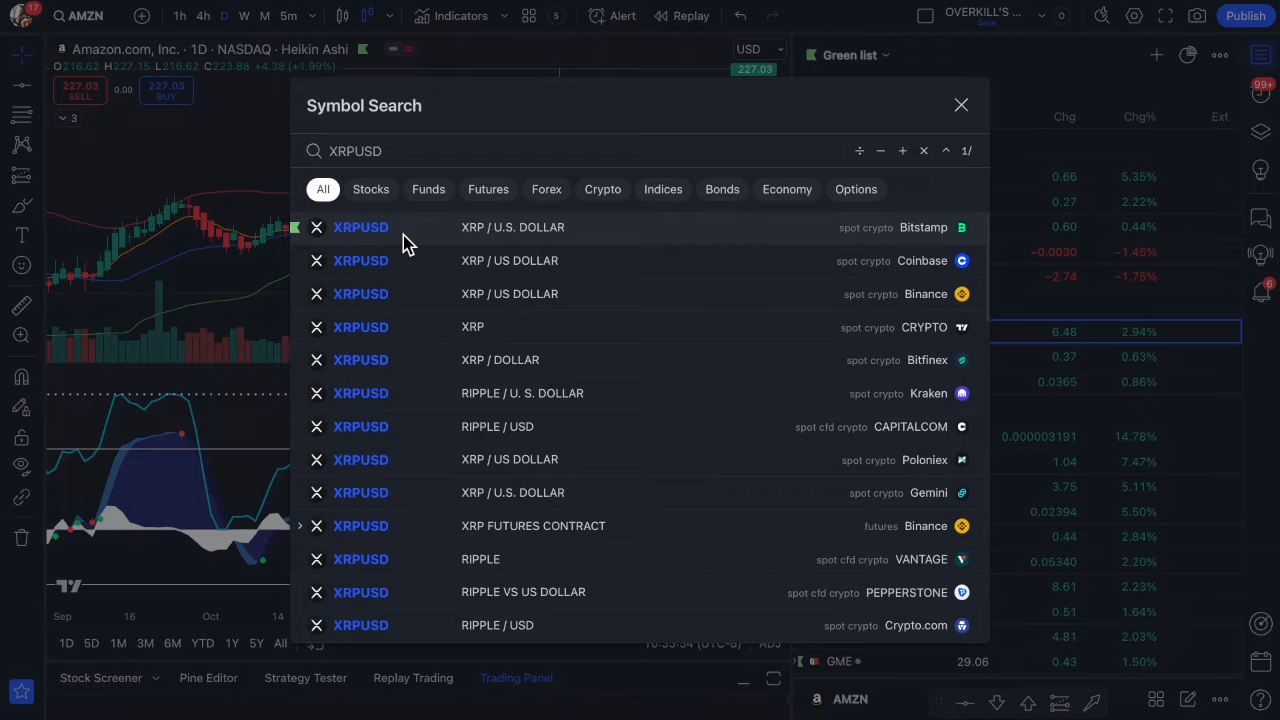 17
AMZN
1h 4h D W M 5m
Indicators
S
Alert
Replay
OVERKILL'S ...
Save
Publish
Amazon.com, Inc. · 1D · NASDAQ · Heikin Ashi
USD
Green list
O216.62 H227.15 L216.62 C223.88 +4.38 (+1.99%)
227.03
227.03
SELL
0.00
227.03
BUY
99+
3
Symbol Search
Chg Chg% Ext
XRPUSD
÷ − + × ^ 1/
All Stocks Funds Futures Forex Crypto Indices Bonds Economy Options
0.66 5.35%
0.27 2.22%
0.60 0.44%
−0.0030 −1.45%
−2.74 −1.75%
6
6.48 2.94%
0.37 0.63%
0.0365 0.86%
0.000003191 14.78%
1.04 7.47%
3.75 5.11%
0.02394 5.50%
0.44 2.84%
0.05340 2.20%
8.61 2.23%
0.51 1.64%
4.81 2.03%
GME 29.06 0.43 1.50%
XRPUSD XRP / U.S. DOLLAR spot crypto Bitstamp
XRPUSD XRP / US DOLLAR spot crypto Coinbase
XRPUSD XRP / US DOLLAR spot crypto Binance
XRPUSD XRP spot crypto CRYPTO
XRPUSD XRP / DOLLAR spot crypto Bitfinex
XRPUSD RIPPLE / U. S. DOLLAR spot crypto Kraken
XRPUSD RIPPLE / USD spot cfd crypto CAPITALCOM
XRPUSD XRP / US DOLLAR spot crypto Poloniex
XRPUSD XRP / U.S. DOLLAR spot crypto Gemini
XRPUSD XRP FUTURES CONTRACT futures Binance
XRPUSD RIPPLE spot cfd crypto VANTAGE
XRPUSD RIPPLE VS US DOLLAR spot cfd crypto PEPPERSTONE
XRPUSD RIPPLE / USD spot crypto Crypto.com
Sep 16 Oct 14
1D 5D 1M 3M 6M YTD 1Y 5Y All
ADJ
Stock Screener Pine Editor Strategy Tester Replay Trading Trading Panel
AMZN